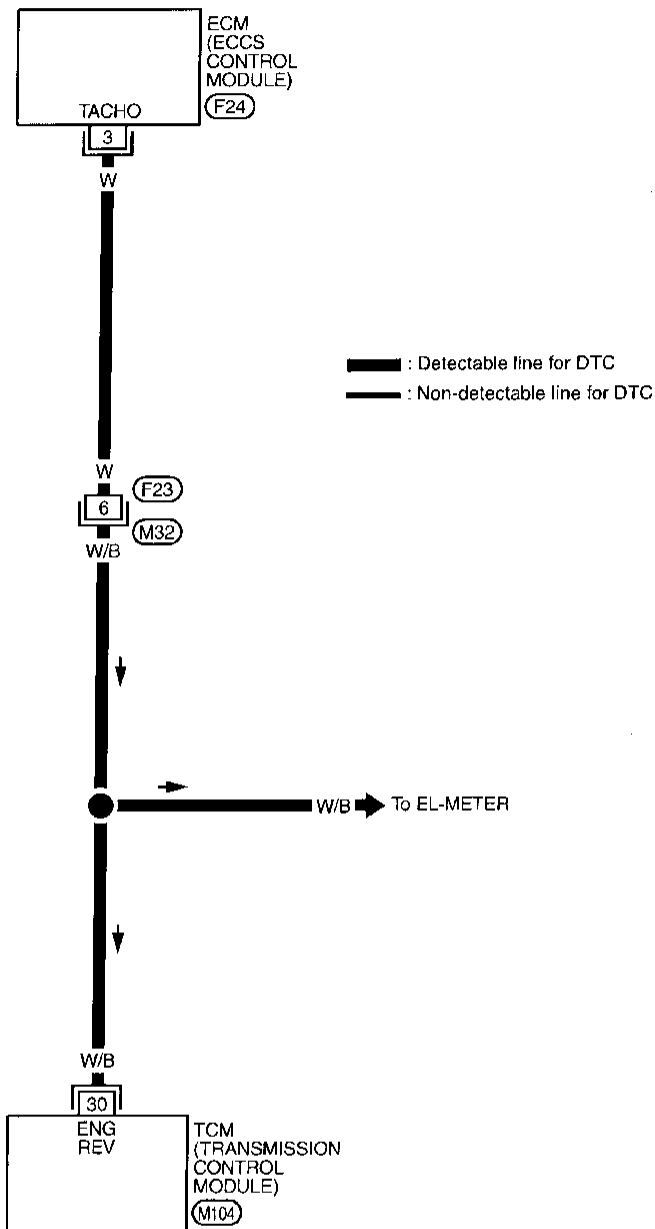 ECM
(ECCS
CONTROL
MODULE)
F24
TACHO
3
W
: Detectable line for DTC
: Non-detectable line for DTC
W
F23
6
M32
W/B
W/B
To EL-METER
W/B
30
ENG
REV
TCM
(TRANSMISSION
CONTROL
MODULE)
M104